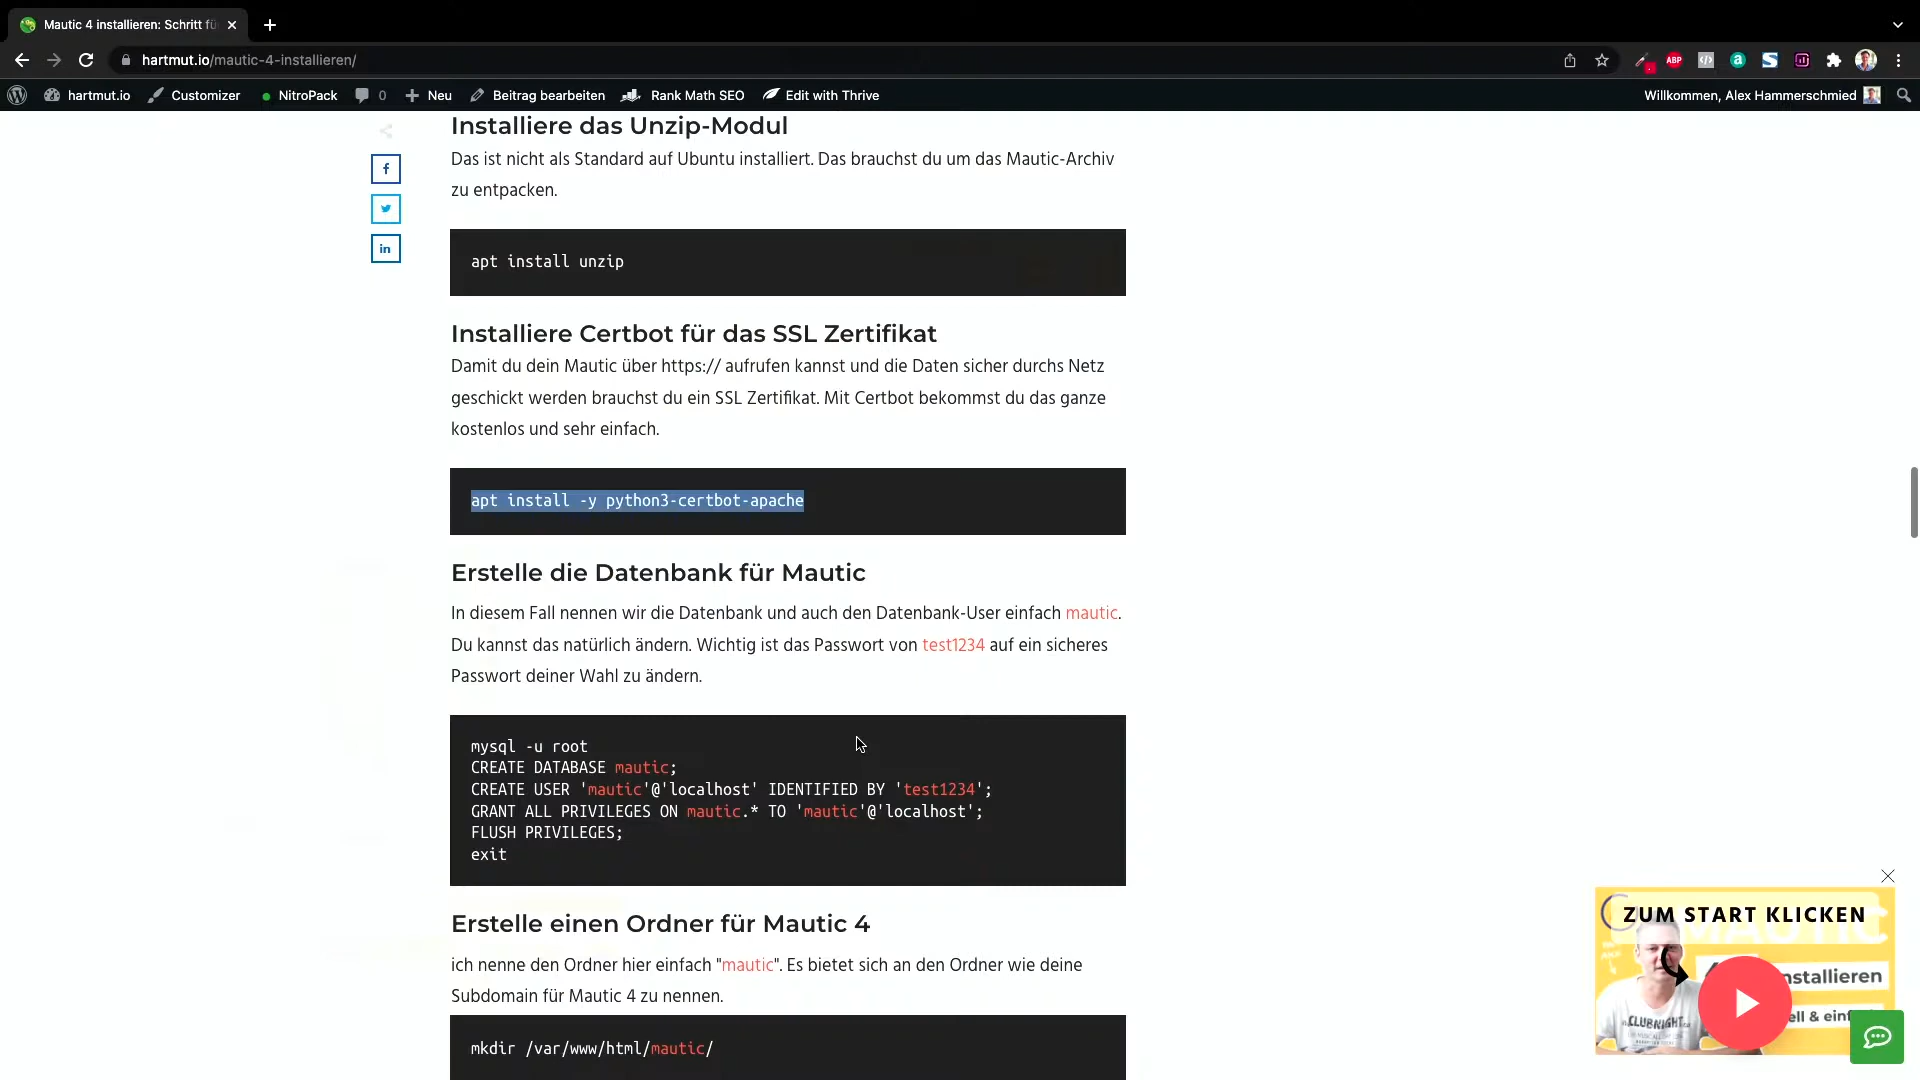 Mautic 4 installieren: Schritt fü
hartmut.io/mautic-4-installieren/
ABP
hartmut.io
Customizer
NitroPack
0
Neu
Beitrag bearbeiten
Rank Math SEO
Edit with Thrive
Willkommen, Alex Hammerschmied
Installiere das Unzip-Modul
Das ist nicht als Standard auf Ubuntu installiert. Das brauchst du um das Mautic-Archiv
zu entpacken.
apt install unzip
Installiere Certbot für das SSL Zertifikat
Damit du dein Mautic über https:// aufrufen kannst und die Daten sicher durchs Netz
geschickt werden brauchst du ein SSL Zertifikat. Mit Certbot bekommst du das ganze
kostenlos und sehr einfach.
apt install -y python3-certbot-apache
Erstelle die Datenbank für Mautic
In diesem Fall nennen wir die Datenbank und auch den Datenbank-User einfach mautic.
Du kannst das natürlich ändern. Wichtig ist das Passwort von test1234 auf ein sicheres
Passwort deiner Wahl zu ändern.
mysql -u root
CREATE DATABASE mautic;
CREATE USER 'mautic'@'localhost' IDENTIFIED BY 'test1234';
GRANT ALL PRIVILEGES ON mautic.* TO 'mautic'@'localhost';
FLUSH PRIVILEGES;
exit
Erstelle einen Ordner für Mautic 4
ich nenne den Ordner hier einfach "mautic". Es bietet sich an den Ordner wie deine
Subdomain für Mautic 4 zu nennen.
mkdir /var/www/html/mautic/
ZUM START KLICKEN
MAUTIC
nstallieren
ell & einf
CLUBNIGHT